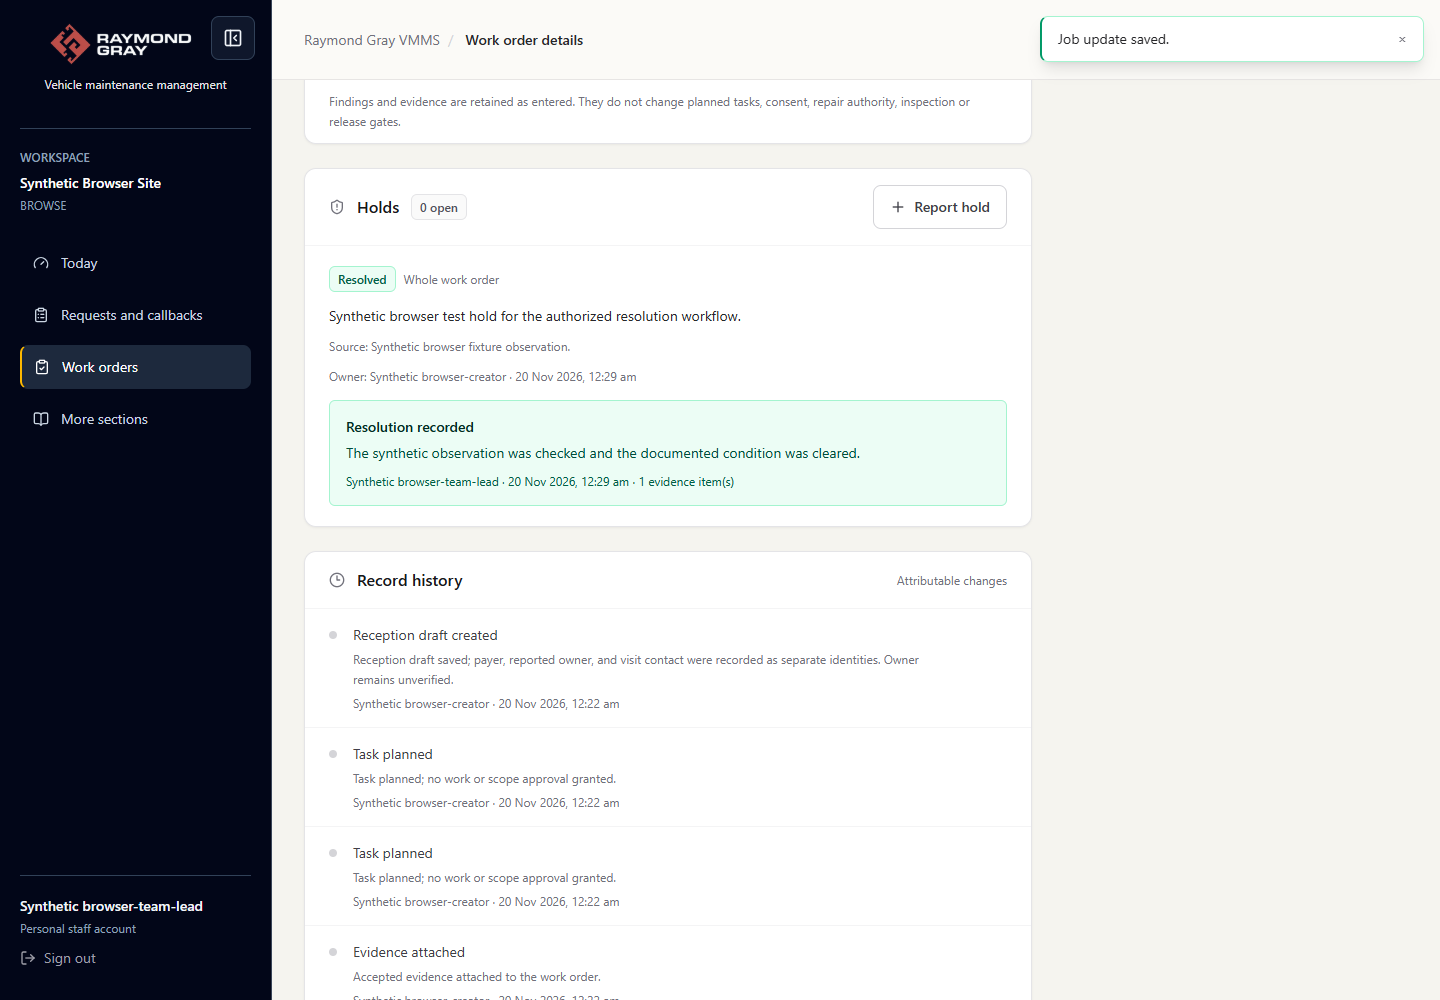 RAYMOND
GRAY
Vehicle maintenance management
WORKSPACE
Synthetic Browser Site
BROWSE
Today
Requests and callbacks
Work orders
More sections
Synthetic browser-team-lead
Personal staff account
Sign out
Raymond Gray VMMS / Work order details
Job update saved. ×
Findings and evidence are retained as entered. They do not change planned tasks, consent, repair authority, inspection or
release gates.
Holds 0 open + Report hold
Resolved Whole work order
Synthetic browser test hold for the authorized resolution workflow.
Source: Synthetic browser fixture observation.
Owner: Synthetic browser-creator · 20 Nov 2026, 12:29 am
Resolution recorded
The synthetic observation was checked and the documented condition was cleared.
Synthetic browser-team-lead · 20 Nov 2026, 12:29 am · 1 evidence item(s)
Record history Attributable changes
Reception draft created
Reception draft saved; payer, reported owner, and visit contact were recorded as separate identities. Owner
remains unverified.
Synthetic browser-creator · 20 Nov 2026, 12:22 am
Task planned
Task planned; no work or scope approval granted.
Synthetic browser-creator · 20 Nov 2026, 12:22 am
Task planned
Task planned; no work or scope approval granted.
Synthetic browser-creator · 20 Nov 2026, 12:22 am
Evidence attached
Accepted evidence attached to the work order.
Synthetic browser-creator · 20 Nov 2026, 12:22 am